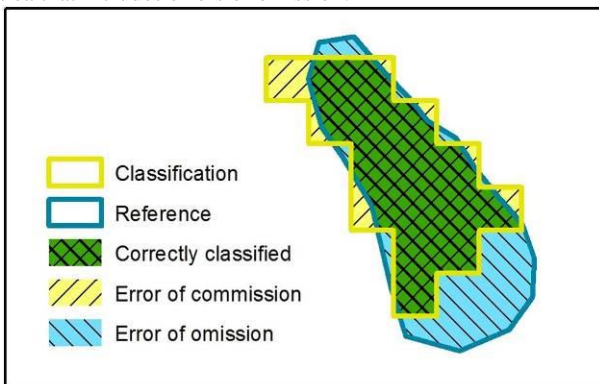 Classification
Reference
Correctly classified
Error of commission
Error of omission